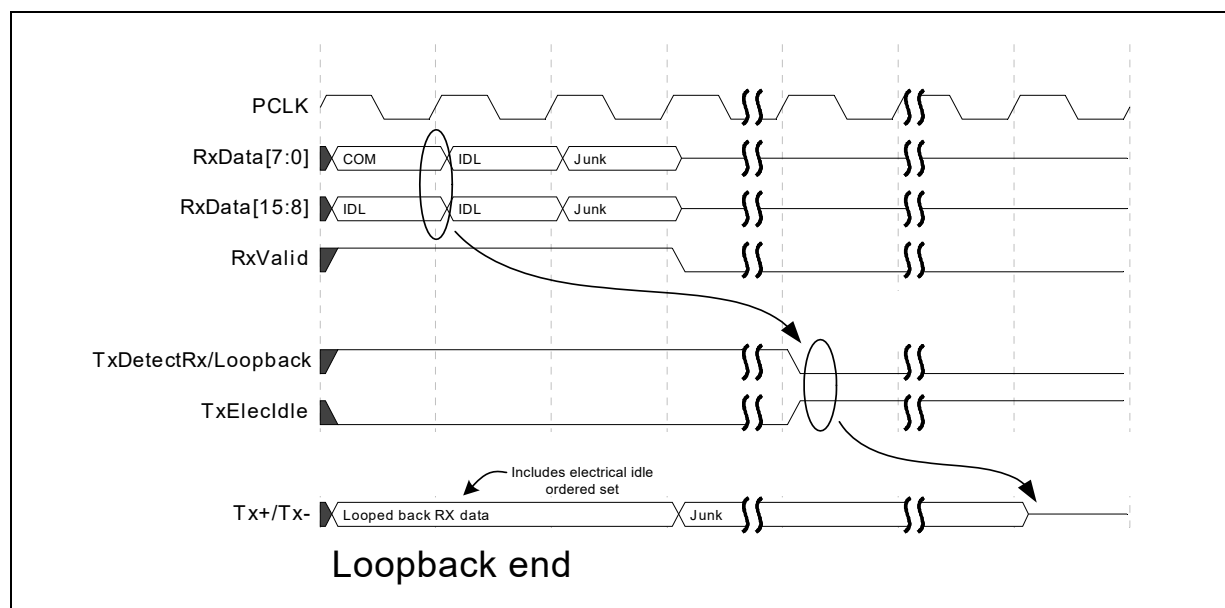 PCLK
RxData[7:0] COM IDL Junk
RxData[15:8] IDL IDL Junk
RxValid
TxDetectRx/Loopback
TxElecIdle
Includes electrical idle
ordered set
Tx+/Tx- Looped back RX data Junk
Loopback end